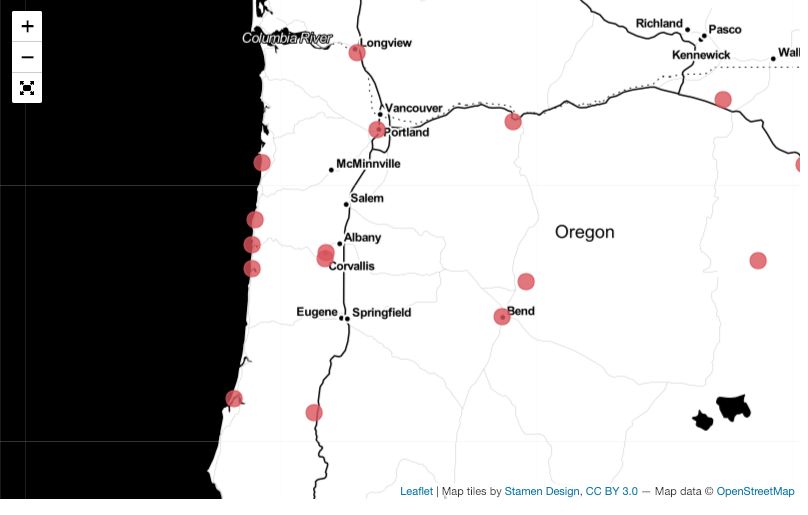 +
−
Columbia River
Longview
Richland
Pasco
Kennewick
Wall
Vancouver
Portland
McMinnville
Salem
Oregon
Albany
Corvallis
Eugene
Springfield
Bend
Leaflet | Map tiles by Stamen Design, CC BY 3.0 — Map data © OpenStreetMap